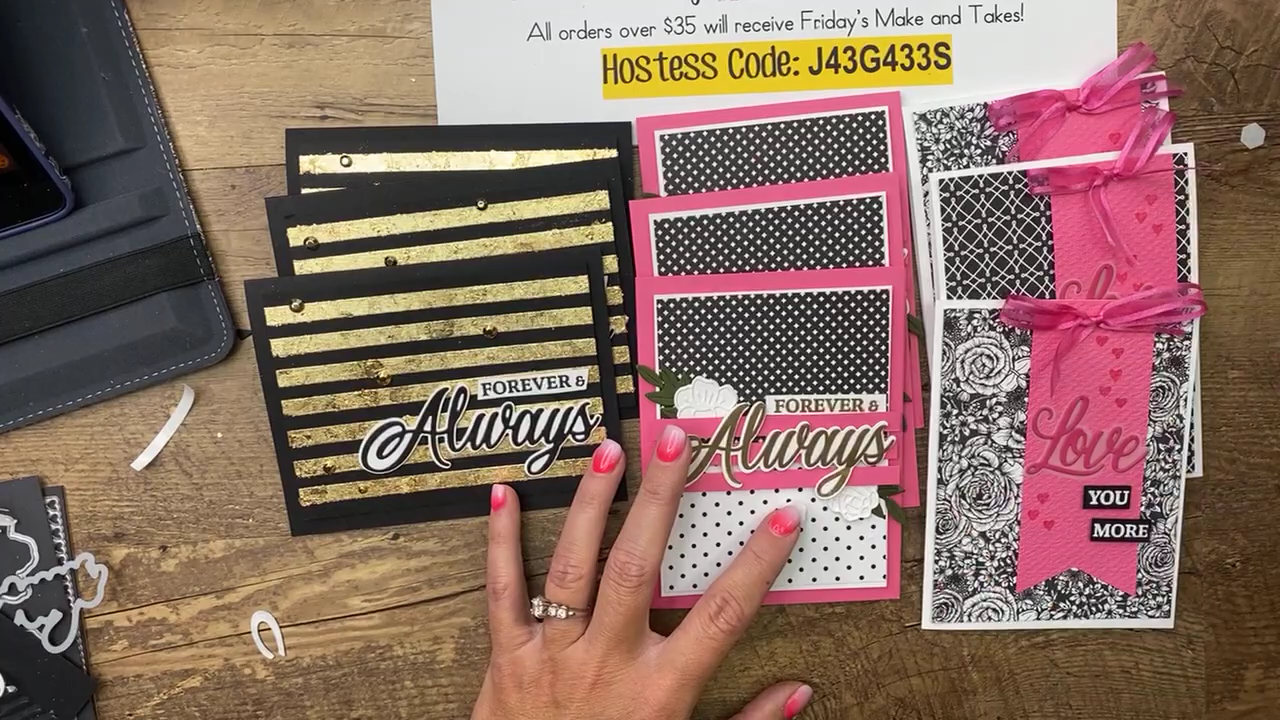 All orders over $35 will receive Friday's Make and Takes!
Hostess Code: J43G433S
FOREVER &
Always
FOREVER &
Always
Love
YOU
MORE